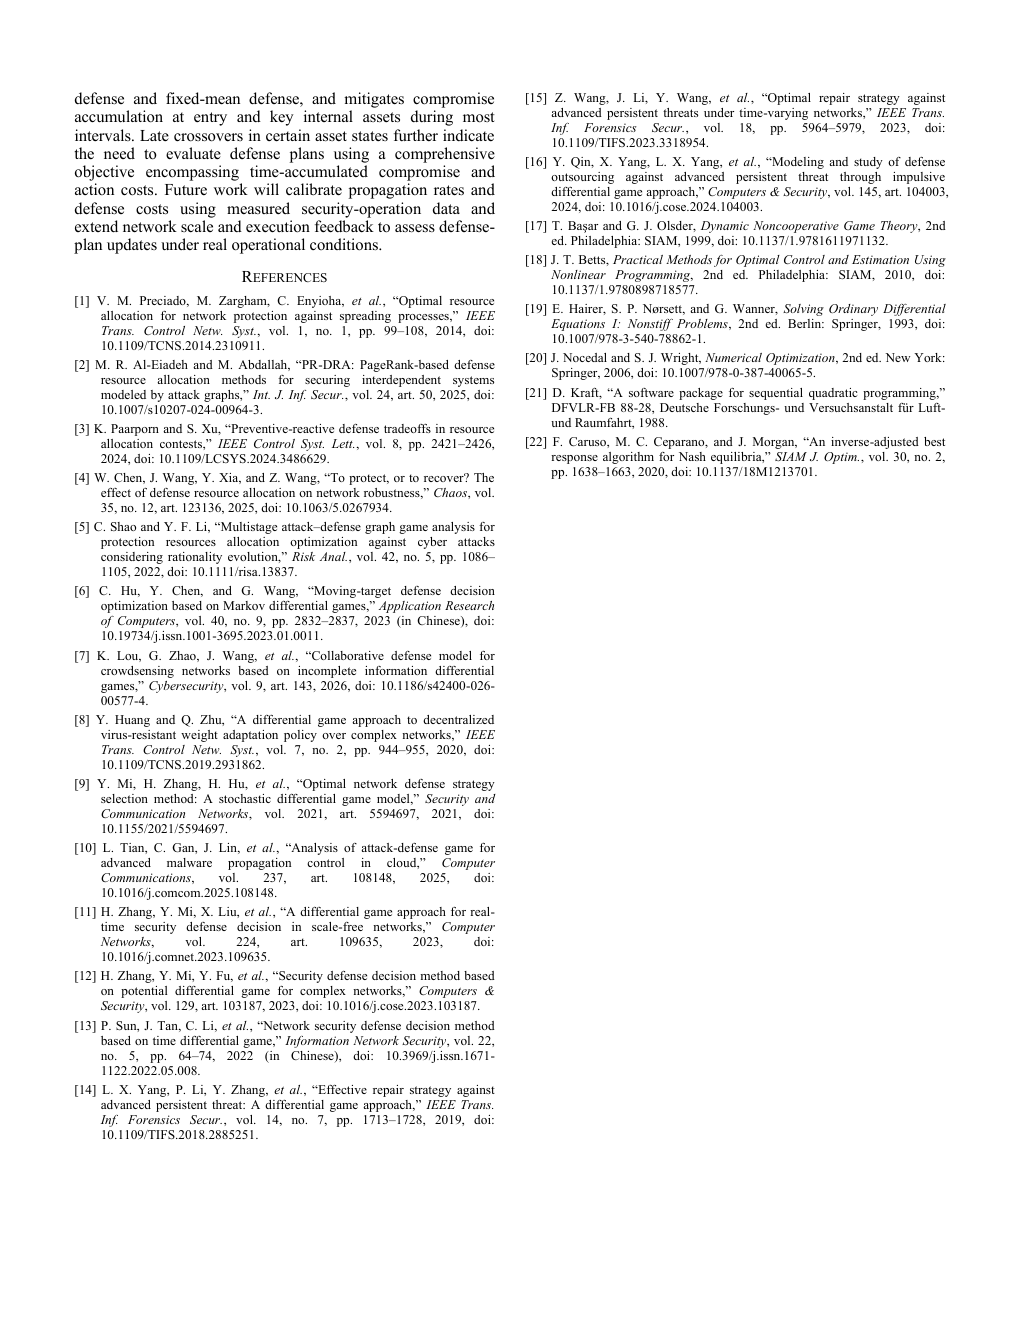 defense and fixed-mean defense, and mitigates compromise
accumulation at entry and key internal assets during most
intervals. Late crossovers in certain asset states further indicate
the need to evaluate defense plans using a comprehensive
objective encompassing time-accumulated compromise and
action costs. Future work will calibrate propagation rates and
defense costs using measured security-operation data and
extend network scale and execution feedback to assess defense-
plan updates under real operational conditions.
REFERENCES
[1] V. M. Preciado, M. Zargham, C. Enyioha, et al., “Optimal resource
allocation for network protection against spreading processes,” IEEE
Trans. Control Netw. Syst., vol. 1, no. 1, pp. 99–108, 2014, doi:
10.1109/TCNS.2014.2310911.
[2] M. R. Al-Eiadeh and M. Abdallah, “PR-DRA: PageRank-based defense
resource allocation methods for securing interdependent systems
modeled by attack graphs,” Int. J. Inf. Secur., vol. 24, art. 50, 2025, doi:
10.1007/s10207-024-00964-3.
[3] K. Paarporn and S. Xu, “Preventive-reactive defense tradeoffs in resource
allocation contests,” IEEE Control Syst. Lett., vol. 8, pp. 2421–2426,
2024, doi: 10.1109/LCSYS.2024.3486629.
[4] W. Chen, J. Wang, Y. Xia, and Z. Wang, “To protect, or to recover? The
effect of defense resource allocation on network robustness,” Chaos, vol.
35, no. 12, art. 123136, 2025, doi: 10.1063/5.0267934.
[5] C. Shao and Y. F. Li, “Multistage attack–defense graph game analysis for
protection resources allocation optimization against cyber attacks
considering rationality evolution,” Risk Anal., vol. 42, no. 5, pp. 1086–
1105, 2022, doi: 10.1111/risa.13837.
[6] C. Hu, Y. Chen, and G. Wang, “Moving-target defense decision
optimization based on Markov differential games,” Application Research
of Computers, vol. 40, no. 9, pp. 2832–2837, 2023 (in Chinese), doi:
10.19734/j.issn.1001-3695.2023.01.0011.
[7] K. Lou, G. Zhao, J. Wang, et al., “Collaborative defense model for
crowdsensing networks based on incomplete information differential
games,” Cybersecurity, vol. 9, art. 143, 2026, doi: 10.1186/s42400-026-
00577-4.
[8] Y. Huang and Q. Zhu, “A differential game approach to decentralized
virus-resistant weight adaptation policy over complex networks,” IEEE
Trans. Control Netw. Syst., vol. 7, no. 2, pp. 944–955, 2020, doi:
10.1109/TCNS.2019.2931862.
[9] Y. Mi, H. Zhang, H. Hu, et al., “Optimal network defense strategy
selection method: A stochastic differential game model,” Security and
Communication Networks, vol. 2021, art. 5594697, 2021, doi:
10.1155/2021/5594697.
[10] L. Tian, C. Gan, J. Lin, et al., “Analysis of attack-defense game for
advanced malware propagation control in cloud,” Computer
Communications, vol. 237, art. 108148, 2025, doi:
10.1016/j.comcom.2025.108148.
[11] H. Zhang, Y. Mi, X. Liu, et al., “A differential game approach for real-
time security defense decision in scale-free networks,” Computer
Networks, vol. 224, art. 109635, 2023, doi:
10.1016/j.comnet.2023.109635.
[12] H. Zhang, Y. Mi, Y. Fu, et al., “Security defense decision method based
on potential differential game for complex networks,” Computers &
Security, vol. 129, art. 103187, 2023, doi: 10.1016/j.cose.2023.103187.
[13] P. Sun, J. Tan, C. Li, et al., “Network security defense decision method
based on time differential game,” Information Network Security, vol. 22,
no. 5, pp. 64–74, 2022 (in Chinese), doi: 10.3969/j.issn.1671-
1122.2022.05.008.
[14] L. X. Yang, P. Li, Y. Zhang, et al., “Effective repair strategy against
advanced persistent threat: A differential game approach,” IEEE Trans.
Inf. Forensics Secur., vol. 14, no. 7, pp. 1713–1728, 2019, doi:
10.1109/TIFS.2018.2885251.
[15] Z. Wang, J. Li, Y. Wang, et al., “Optimal repair strategy against
advanced persistent threats under time-varying networks,” IEEE Trans.
Inf. Forensics Secur., vol. 18, pp. 5964–5979, 2023, doi:
10.1109/TIFS.2023.3318954.
[16] Y. Qin, X. Yang, L. X. Yang, et al., “Modeling and study of defense
outsourcing against advanced persistent threat through impulsive
differential game approach,” Computers & Security, vol. 145, art. 104003,
2024, doi: 10.1016/j.cose.2024.104003.
[17] T. Başar and G. J. Olsder, Dynamic Noncooperative Game Theory, 2nd
ed. Philadelphia: SIAM, 1999, doi: 10.1137/1.9781611971132.
[18] J. T. Betts, Practical Methods for Optimal Control and Estimation Using
Nonlinear Programming, 2nd ed. Philadelphia: SIAM, 2010, doi:
10.1137/1.9780898718577.
[19] E. Hairer, S. P. Nørsett, and G. Wanner, Solving Ordinary Differential
Equations I: Nonstiff Problems, 2nd ed. Berlin: Springer, 1993, doi:
10.1007/978-3-540-78862-1.
[20] J. Nocedal and S. J. Wright, Numerical Optimization, 2nd ed. New York:
Springer, 2006, doi: 10.1007/978-0-387-40065-5.
[21] D. Kraft, “A software package for sequential quadratic programming,”
DFVLR-FB 88-28, Deutsche Forschungs- und Versuchsanstalt für Luft-
und Raumfahrt, 1988.
[22] F. Caruso, M. C. Ceparano, and J. Morgan, “An inverse-adjusted best
response algorithm for Nash equilibria,” SIAM J. Optim., vol. 30, no. 2,
pp. 1638–1663, 2020, doi: 10.1137/18M1213701.